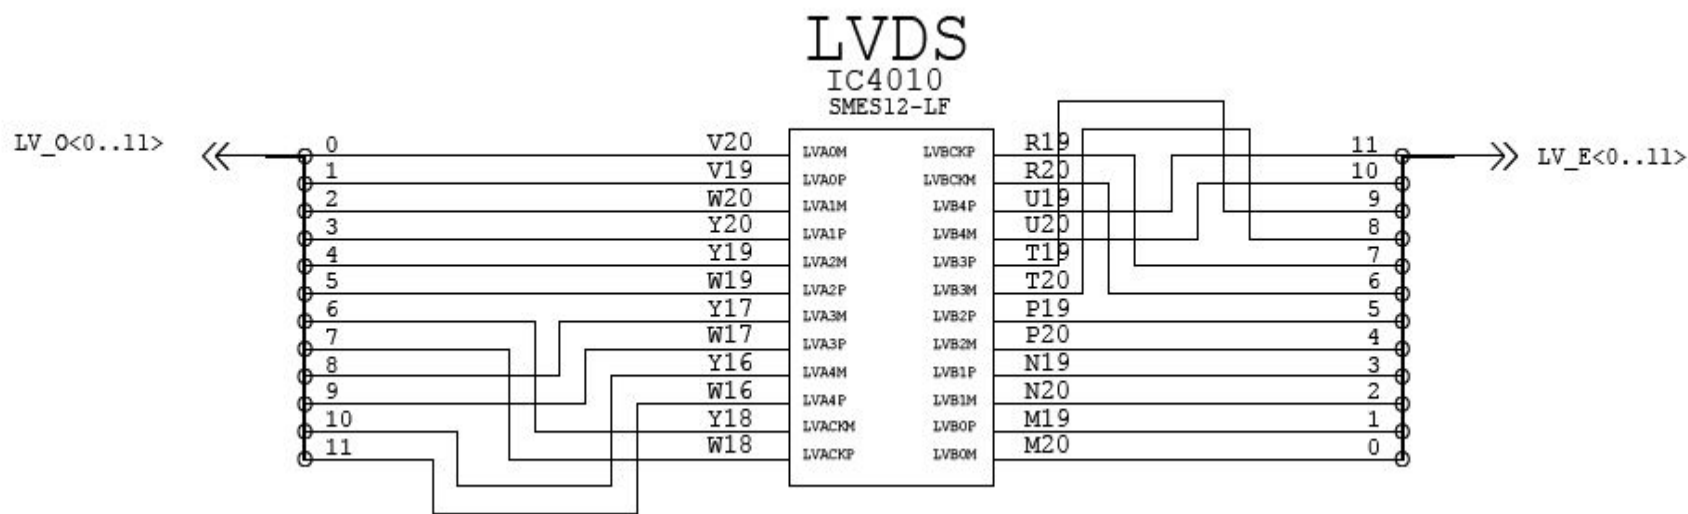 LVDS
IC4010
SMES12-LF
LV_O<0..11>
LV_E<0..11>
0 V20 LVA0M LVBCKP R19 11
1 V19 LVA0P LVBCKM R20 10
2 W20 LVA1M LVB4P U19 9
3 Y20 LVA1P LVB4M U20 8
4 Y19 LVA2M LVB3P T19 7
5 W19 LVA2P LVB3M T20 6
6 Y17 LVA3M LVB2P P19 5
7 W17 LVA3P LVB2M P20 4
8 Y16 LVA4M LVB1P N19 3
9 W16 LVA4P LVB1M N20 2
10 Y18 LVACKM LVB0P M19 1
11 W18 LVACKP LVB0M M20 0